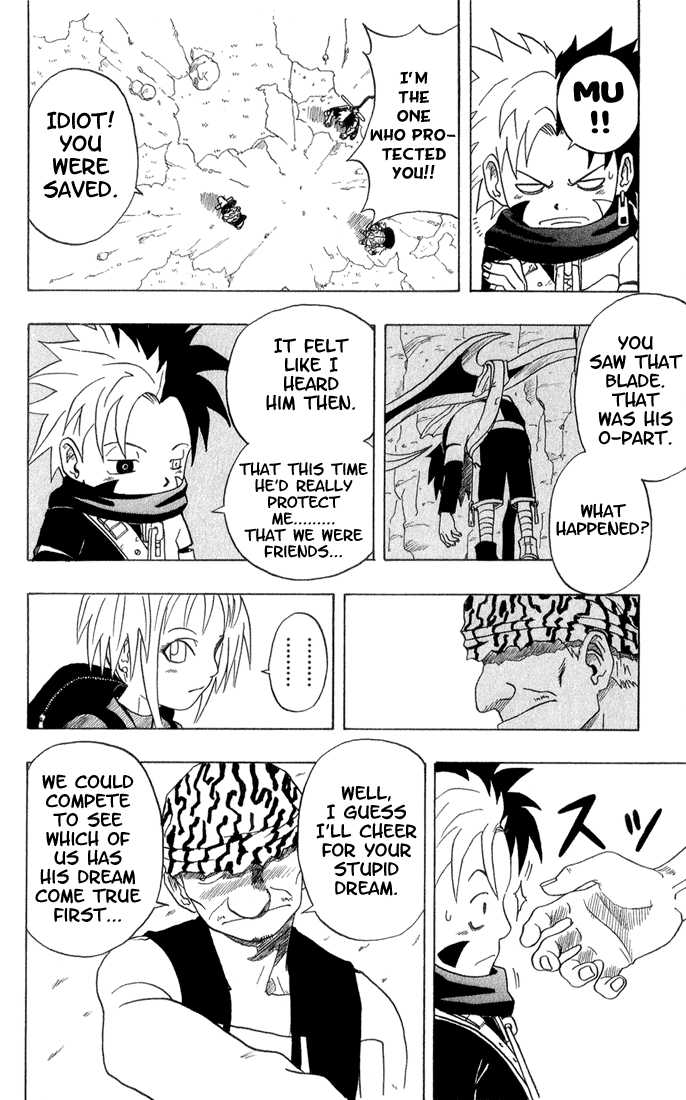 MU
!!
I'M
THE
ONE
WHO PRO-
TECTED
YOU!!
IDIOT!
YOU
WERE
SAVED.
YOU
SAW THAT
BLADE.
THAT
WAS HIS
O-PART.
WHAT
HAPPENED?
IT FELT
LIKE I
HEARD
HIM THEN.
THAT THIS TIME
HE'D REALLY
PROTECT
ME.........
THAT WE WERE
FRIENDS...
......
スッ
WELL,
I GUESS
I'LL CHEER
FOR YOUR
STUPID
DREAM.
WE COULD
COMPETE
TO SEE
WHICH OF
US HAS
HIS DREAM
COME TRUE
FIRST...